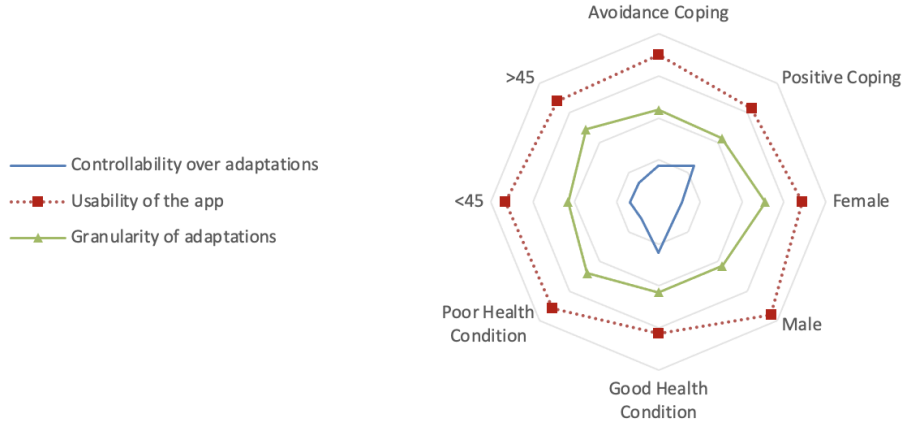 Avoidance Coping
>45
Positive Coping
Controllability over adaptations
Usability of the app
<45
Female
Granularity of adaptations
Poor Health
Condition
Male
Good Health
Condition